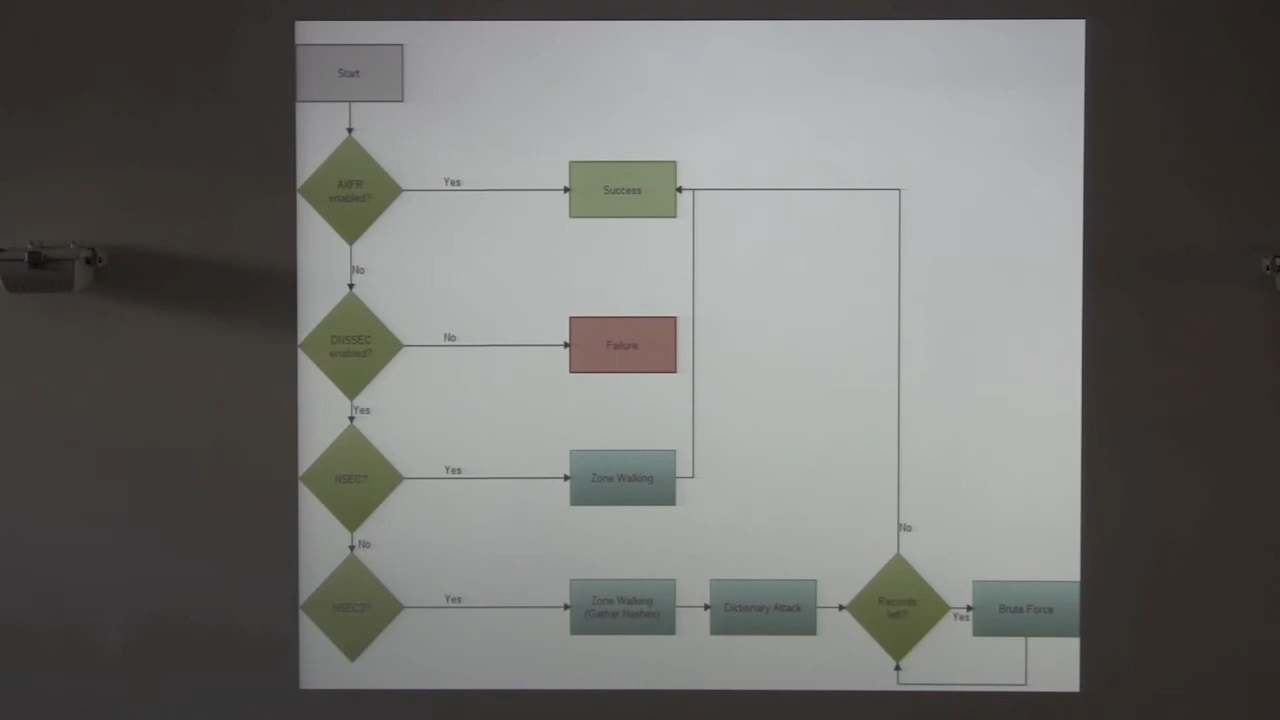 Start
AXFR
enabled?
Yes
Success
No
DNSSEC
enabled?
No
Failure
Yes
NSEC?
Yes
Zone Walking
No
No
NSEC3?
Yes
Zone Walking
(Gather Hashes)
Dictionary Attack
Records
left?
Yes
Brute Force